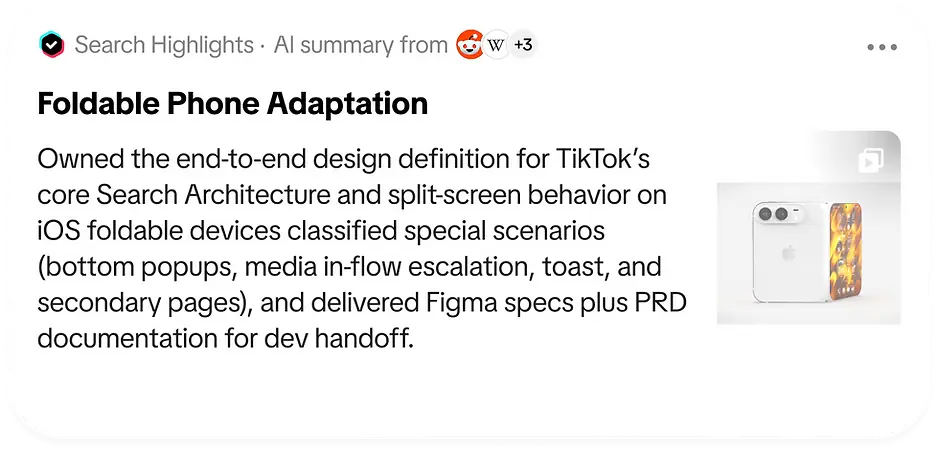 Search Highlights · AI summary from W +3
Foldable Phone Adaptation
Owned the end-to-end design definition for TikTok’s
core Search Architecture and split-screen behavior on
iOS foldable devices classified special scenarios
(bottom popups, media in-flow escalation, toast, and
secondary pages), and delivered Figma specs plus PRD
documentation for dev handoff.